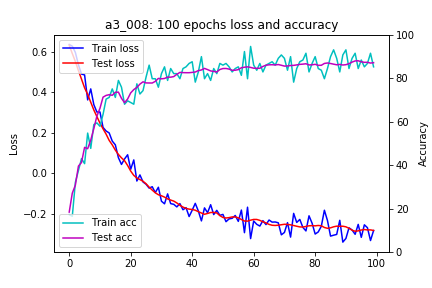 a3_008: 100 epochs loss and accuracy
Train loss
Test loss
Train acc
Test acc
Loss
Accuracy
0.6
0.4
0.2
0.0
−0.2
100
80
60
40
20
0
0
20
40
60
80
100